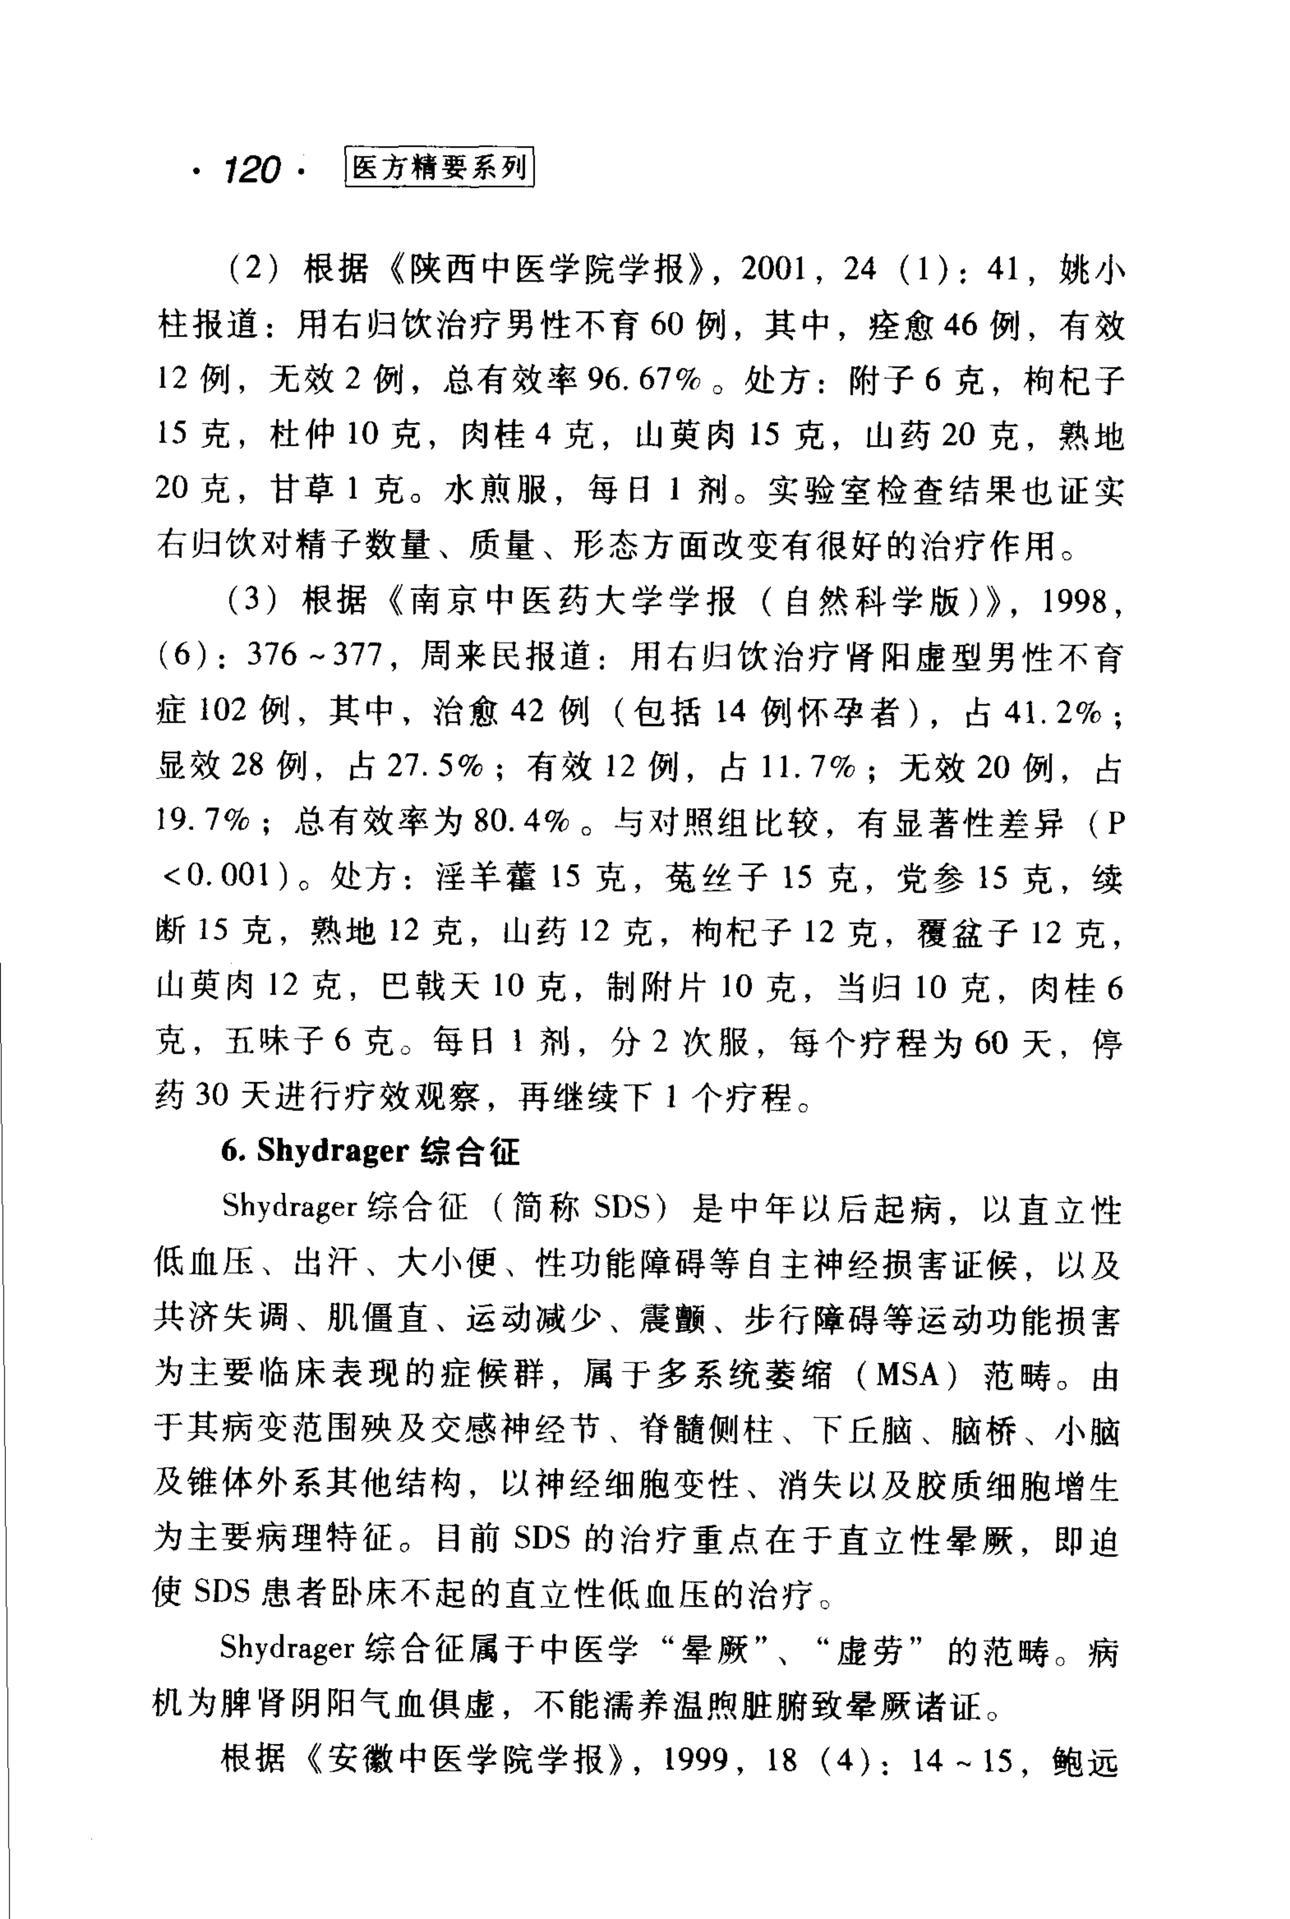 ·120· 医方精要系列
(2) 根据《陕西中医学院学报》，2001，24 (1)：41，姚小
柱报道：用右归饮治疗男性不育 60 例，其中，痊愈 46 例，有效
12 例，无效 2 例，总有效率 96.67%。处方：附子 6 克，枸杞子
15 克，杜仲 10 克，肉桂 4 克，山萸肉 15 克，山药 20 克，熟地
20 克，甘草 1 克。水煎服，每日 1 剂。实验室检查结果也证实
右归饮对精子数量、质量、形态方面改变有很好的治疗作用。
(3) 根据《南京中医药大学学报（自然科学版）》，1998，
(6)：376～377，周来民报道：用右归饮治疗肾阳虚型男性不育
症 102 例，其中，治愈 42 例（包括 14 例怀孕者），占 41.2%；
显效 28 例，占 27.5%；有效 12 例，占 11.7%；无效 20 例，占
19.7%；总有效率为 80.4%。与对照组比较，有显著性差异（P
<0.001）。处方：淫羊藿 15 克，菟丝子 15 克，党参 15 克，续
断 15 克，熟地 12 克，山药 12 克，枸杞子 12 克，覆盆子 12 克，
山萸肉 12 克，巴戟天 10 克，制附片 10 克，当归 10 克，肉桂 6
克，五味子 6 克。每日 1 剂，分 2 次服，每个疗程为 60 天，停
药 30 天进行疗效观察，再继续下 1 个疗程。
6. Shydrager 综合征
Shydrager 综合征（简称 SDS）是中年以后起病，以直立性
低血压、出汗、大小便、性功能障碍等自主神经损害证候，以及
共济失调、肌僵直、运动减少、震颤、步行障碍等运动功能损害
为主要临床表现的症候群，属于多系统萎缩（MSA）范畴。由
于其病变范围殃及交感神经节、脊髓侧柱、下丘脑、脑桥、小脑
及锥体外系其他结构，以神经细胞变性、消失以及胶质细胞增生
为主要病理特征。目前 SDS 的治疗重点在于直立性晕厥，即迫
使 SDS 患者卧床不起的直立性低血压的治疗。
Shydrager 综合征属于中医学“晕厥”、“虚劳”的范畴。病
机为脾肾阴阳气血俱虚，不能濡养温煦脏腑致晕厥诸证。
根据《安徽中医学院学报》，1999，18 (4)：14～15，鲍远